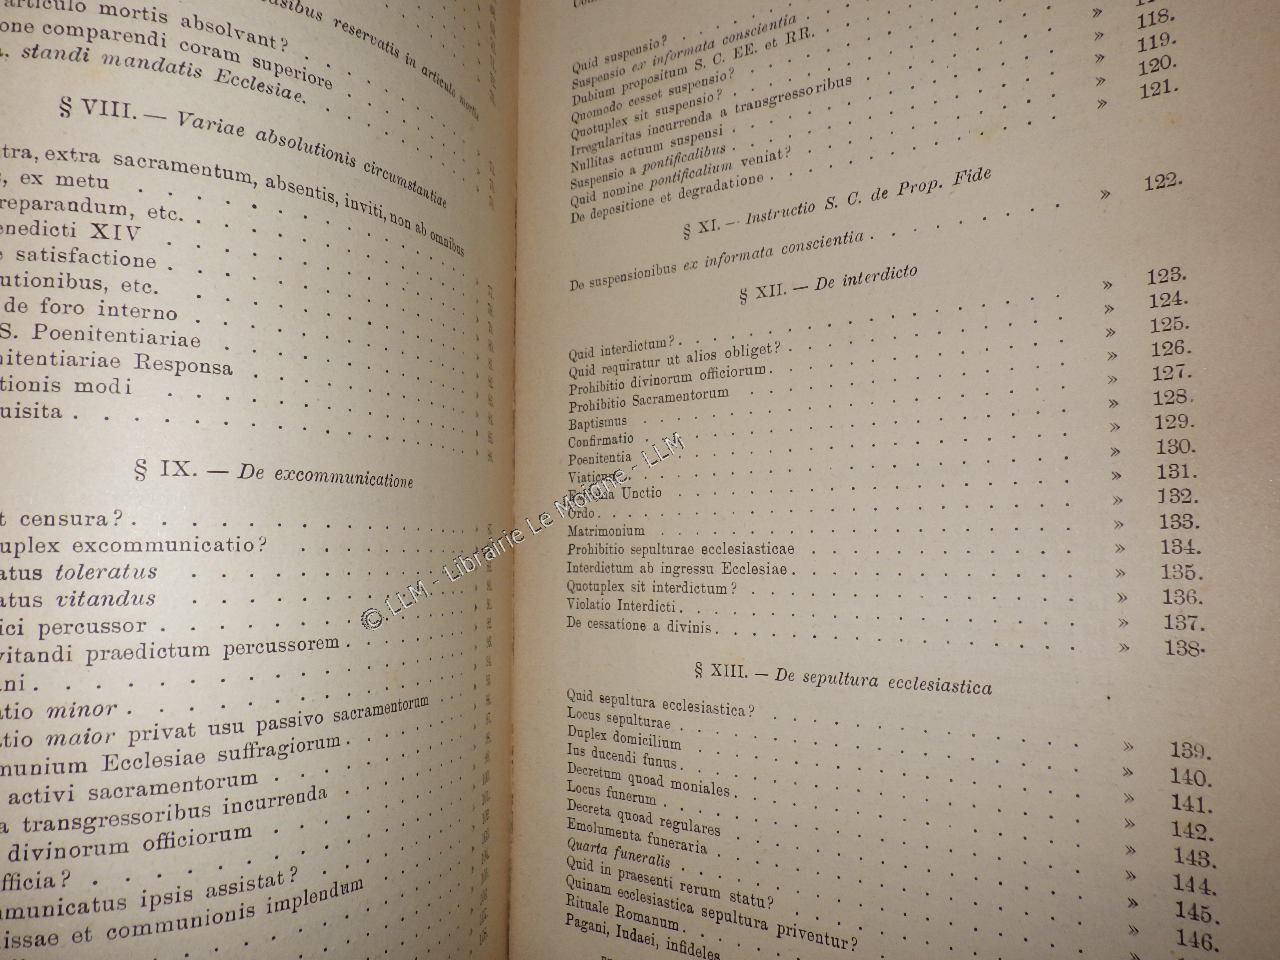 casibus reservatis in articulo mortis
articulo mortis absolvant?
one comparendi coram superiore
standi mandatis Ecclesiae.
§ VIII. — Variae absolutionis circumstantiae
tra, extra sacramentum, absentis, inviti, non ab omnibus
, ex metu
reparandum, etc.
enedicti XIV
satisfactione
utionibus, etc.
de foro interno
S. Poenitentiariae
nitentiariae Responsa
tionis modi
uisita
§ IX. — De excommunicatione
t censura?
uplex excommunicatio?
atus toleratus
atus vitandus
ici percussor
vitandi praedictum percussorem
ani
atio minor
atio maior privat usu passivo sacramentorum
munium Ecclesiae suffragiorum
activi sacramentorum
a transgressoribus incurrenda
divinorum officiorum
fficia?
mmunicatus ipsis assistat?
issae et communionis implendum
Quid suspensio?
Suspensio ex informata conscientia
Dubium propositum S. C. EE. et RR.
Quomodo cesset suspensio?
Quotuplex sit suspensio?
Irregularitas incurrenda a transgressoribus
Nullitas actuum suspensi » 118.
Suspensio a pontificalibus » 119.
Quid nomine pontificalium veniat? » 120.
De depositione et degradatione » 121.
§ XI. — Instructio S. C. de Prop. Fide
De suspensionibus ex informata conscientia » 122.
§ XII. — De interdicto
Quid interdictum? » 123.
Quid requiratur ut alios obliget? » 124.
Prohibitio divinorum officiorum » 125.
Prohibitio Sacramentorum » 126.
Baptismus » 127.
Confirmatio » 128.
Poenitentia » 129.
Viaticum » 130.
Unctio » 131.
Ordo » 132.
Matrimonium » 133.
Prohibitio sepulturae ecclesiasticae » 134.
Interdictum ab ingressu Ecclesiae » 135.
Quotuplex sit interdictum? » 136.
Violatio Interdicti » 137.
De cessatione a divinis » 138.
§ XIII. — De sepultura ecclesiastica
Quid sepultura ecclesiastica? » 139.
Locus sepulturae » 140.
Duplex domicilium » 141.
Ius ducendi funus » 142.
Decretum quoad moniales » 143.
Locus funerum » 144.
Decreta quoad regulares » 145.
Emolumenta funeraria » 146.
Quarta funeralis
Quid in praesenti rerum statu?
Quinam ecclesiastica sepultura priventur?
Rituale Romanum
Pagani, Iudaei, infideles
© LLM - Librairie Le Moigne - LLM